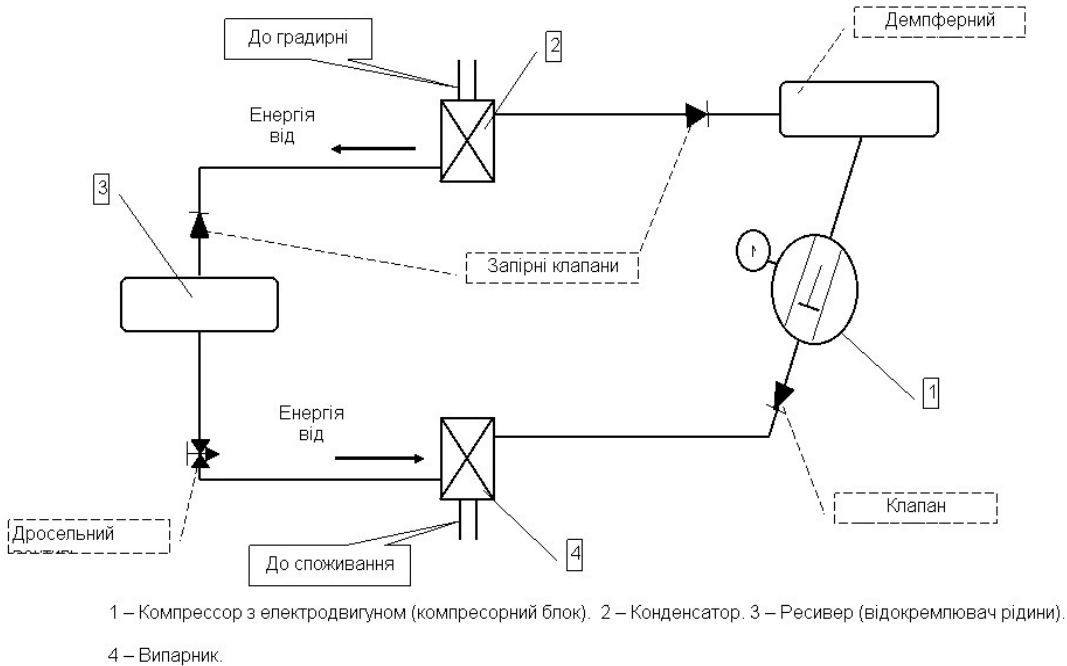 Демпферний
До градирні
2
Енергія
від
3
Запірні клапани
1
Енергія
від
Клапан
Дросельний
До споживання
4
1 – Компрессор з електродвигуном (компресорний блок). 2 – Конденсатор. 3 – Ресивер (відокремлювач рідини).
4 – Випарник.